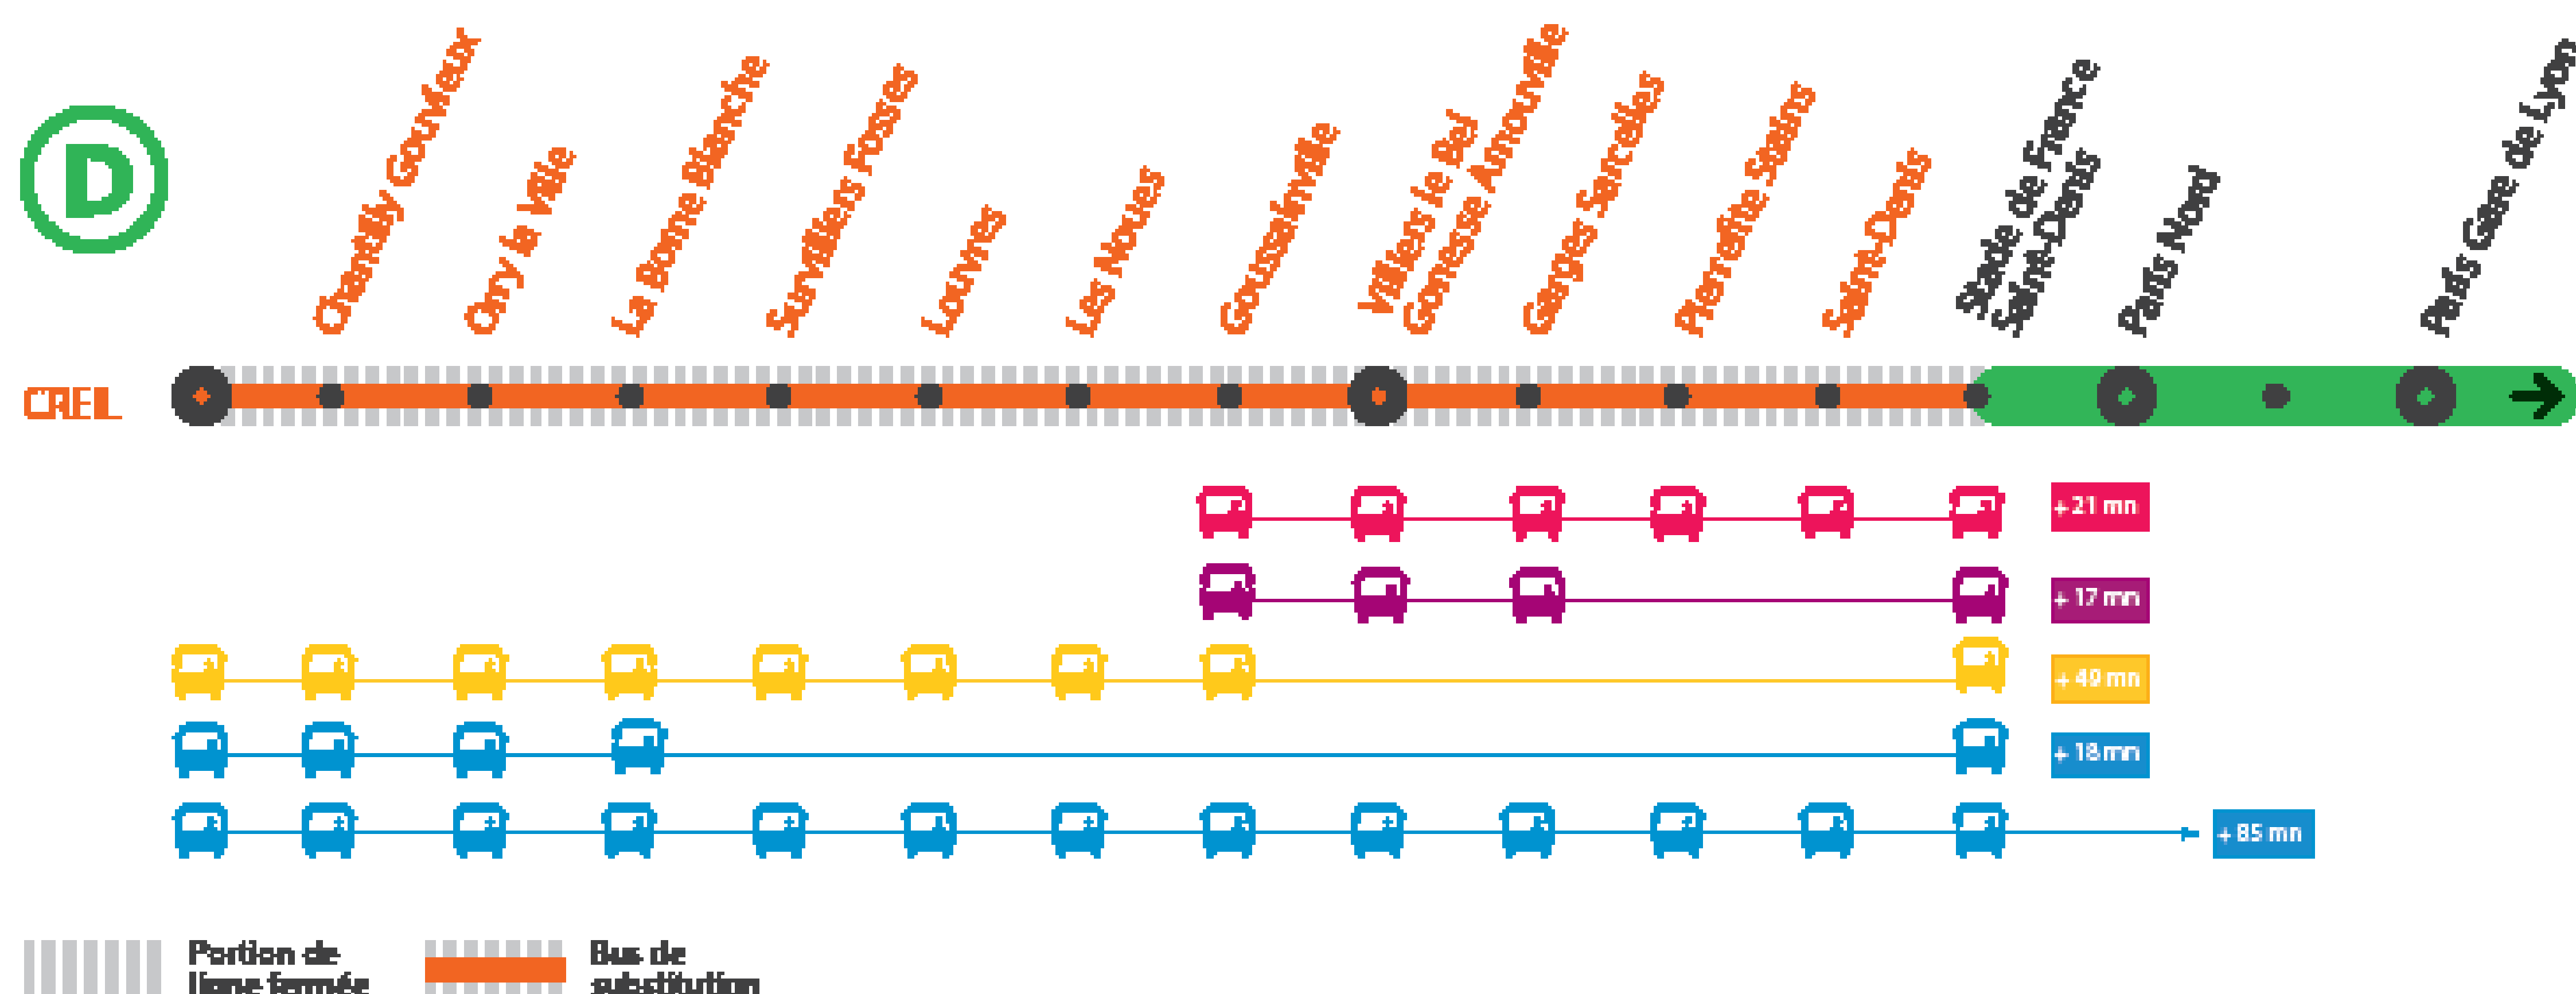 D
Chantilly Gouvieux
Orry la Ville
La Borne Blanche
Survilliers Fosses
Louvres
Les Noues
Goussainville
Villiers le Bel
Gonesse Arnouville
Garges Sarcelles
Pierrefite Stains
Saint-Denis
Stade de France
Saint-Denis
Paris Nord
Paris Gare de Lyon
CREIL
+ 21 mn
+ 17 mn
+ 49 mn
+ 18 mn
+ 85 mn
Portion de
ligne fermée
Bus de
substitution